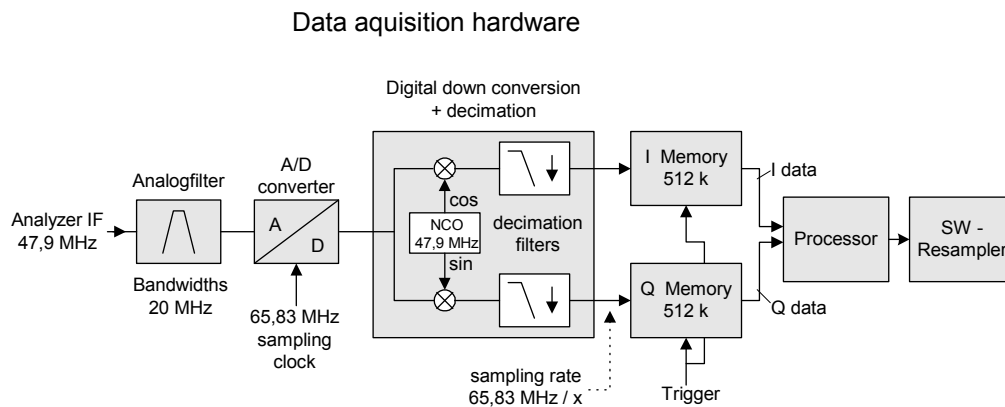 Data aquisition hardware
Digital down conversion
+ decimation
Analyzer IF
47,9 MHz
Analogfilter
Bandwidths
20 MHz
A/D
converter
A
D
65,83 MHz
sampling
clock
cos
NCO
47,9 MHz
sin
decimation
filters
sampling rate
65,83 MHz / x
I Memory
512 k
Q Memory
512 k
Trigger
I data
Q data
Processor
SW -
Resampler